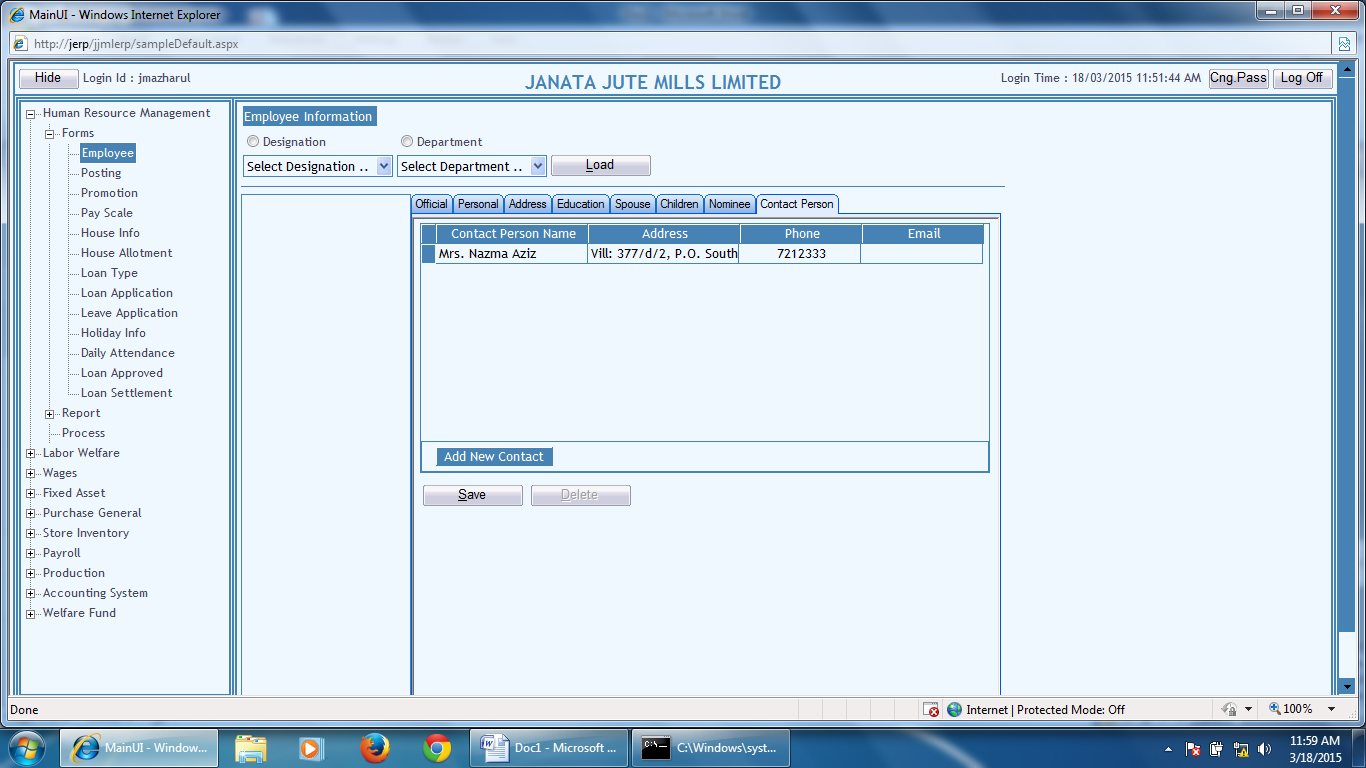 MainUI - Windows Internet Explorer
http://jerp/jjmlerp/sampleDefault.aspx
Hide Login Id : jmazharul JANATA JUTE MILLS LIMITED Login Time : 18/03/2015 11:51:44 AM Cng.Pass Log Off
Human Resource Management
Forms
Employee
Posting
Promotion
Pay Scale
House Info
House Allotment
Loan Type
Loan Application
Leave Application
Holiday Info
Daily Attendance
Loan Approved
Loan Settlement
Report
Process
Labor Welfare
Wages
Fixed Asset
Purchase General
Store Inventory
Payroll
Production
Accounting System
Welfare Fund
Employee Information
Designation Department
Select Designation .. Select Department .. Load
Official Personal Address Education Spouse Children Nominee Contact Person
Contact Person Name Address Phone Email
Mrs. Nazma Aziz Vill: 377/d/2, P.O. South 7212333
Add New Contact
Save Delete
Done Internet | Protected Mode: Off 100%
MainUI - Window... Doc1 - Microsoft ... C:\Windows\syst... 11:59 AM
3/18/2015